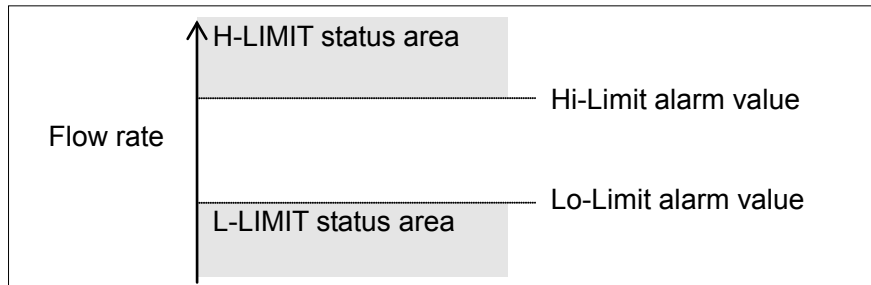 H-LIMIT status area
Hi-Limit alarm value
Flow rate
Lo-Limit alarm value
L-LIMIT status area